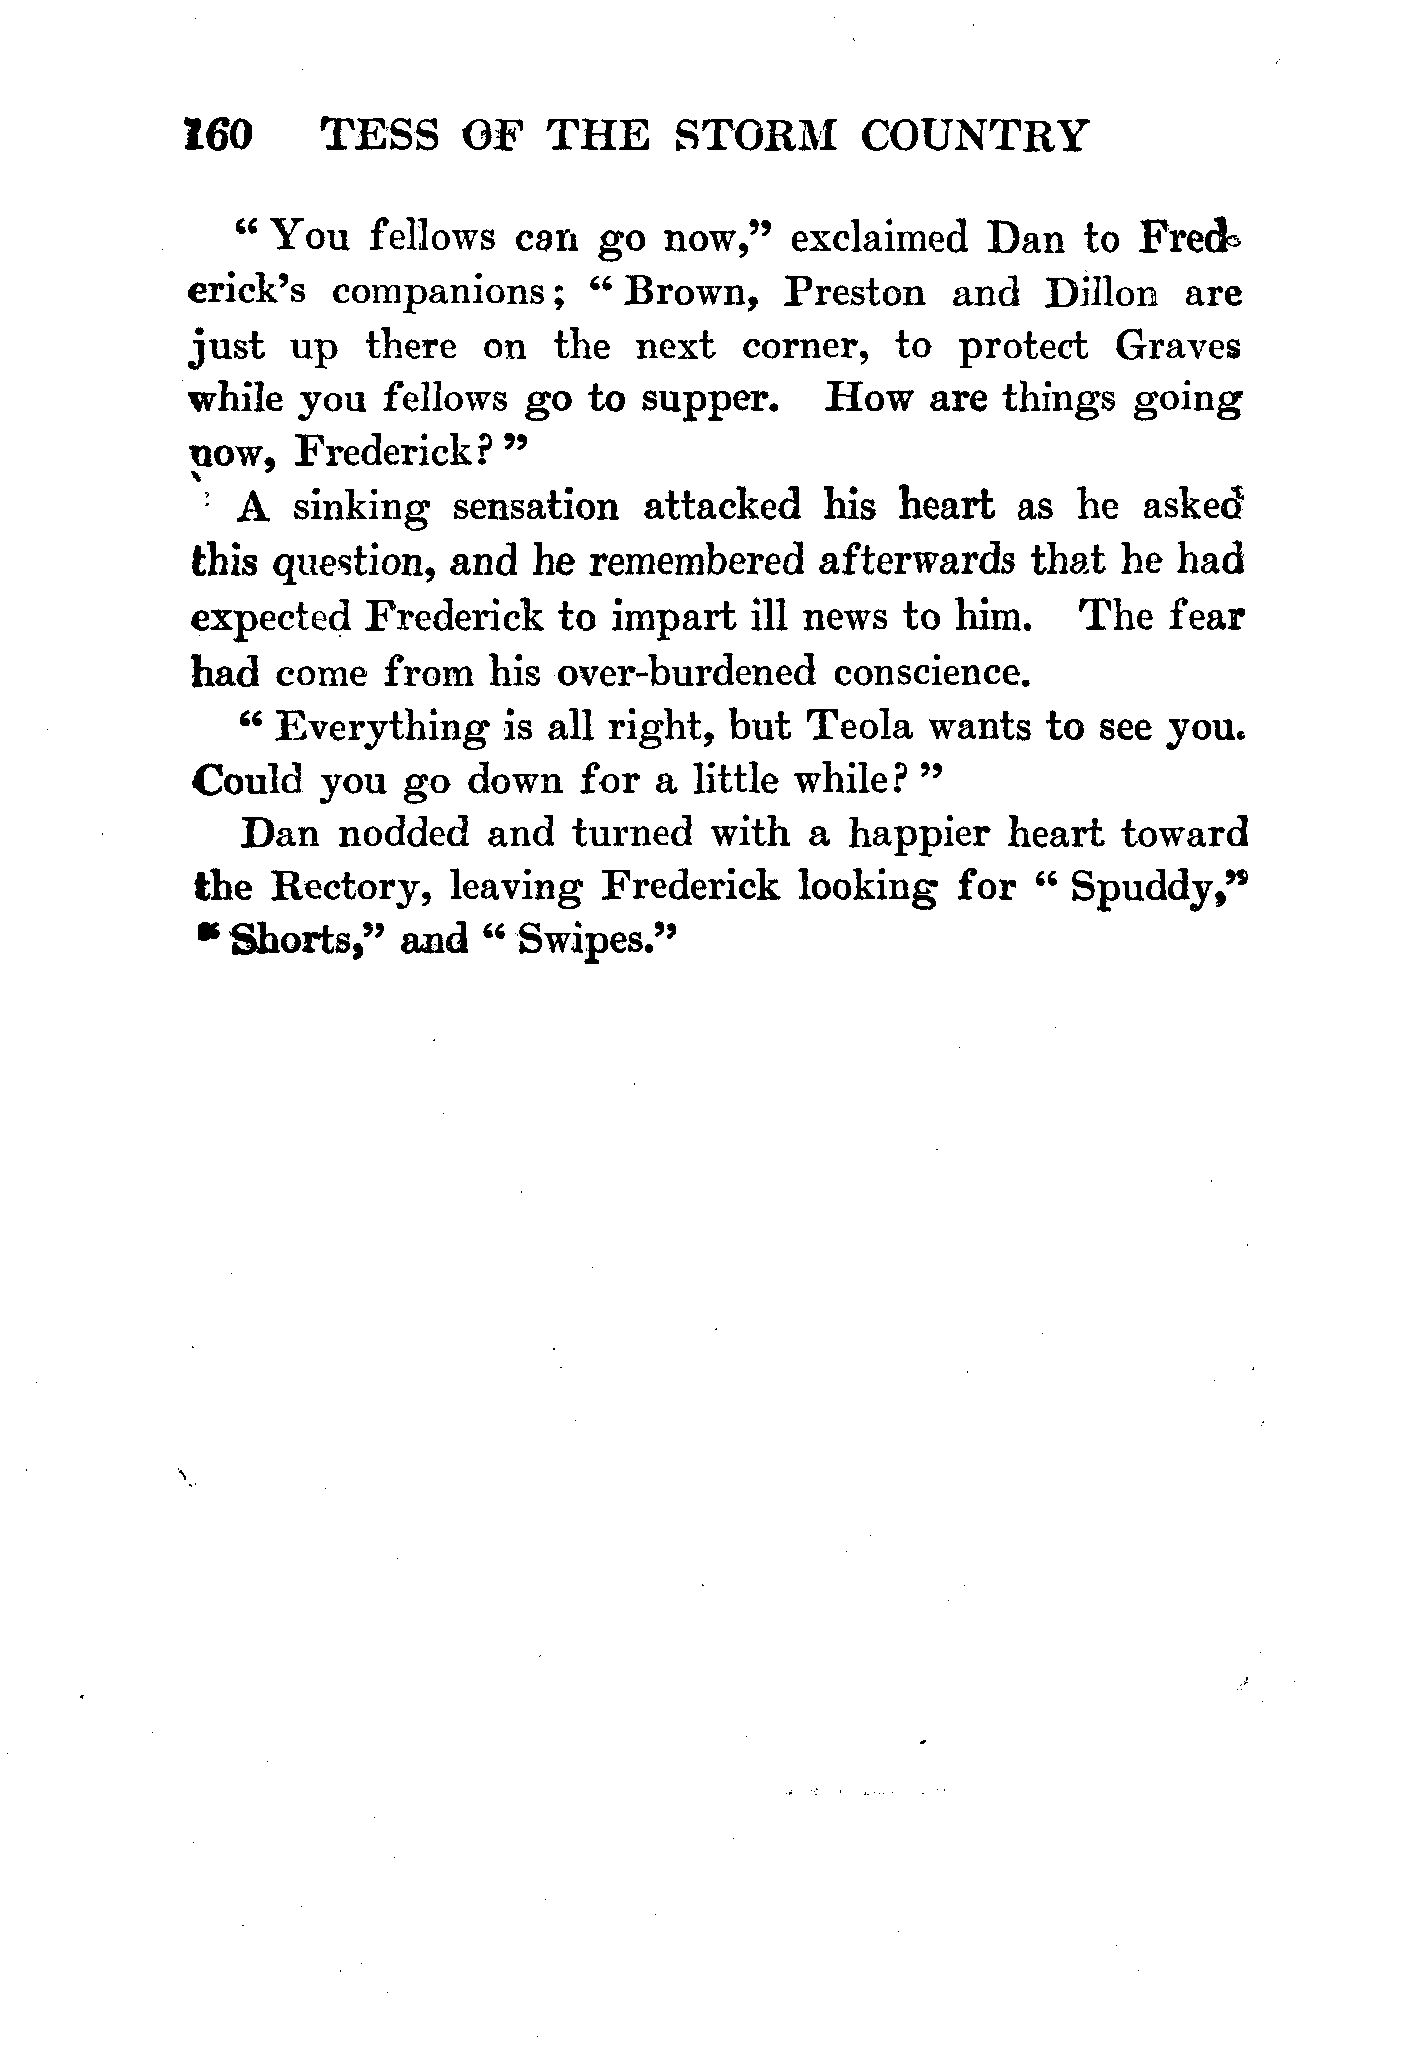 160 TESS OF THE STORM COUNTRY
“ You fellows can go now,” exclaimed Dan to Fred-
erick’s companions; “ Brown, Preston and Dillon are
just up there on the next corner, to protect Graves
while you fellows go to supper. How are things going
now, Frederick? ”
A sinking sensation attacked his heart as he asked
this question, and he remembered afterwards that he had
expected Frederick to impart ill news to him. The fear
had come from his over-burdened conscience.
“ Everything is all right, but Teola wants to see you.
Could you go down for a little while? ”
Dan nodded and turned with a happier heart toward
the Rectory, leaving Frederick looking for “ Spuddy,”
“ Shorts,” and “ Swipes.”